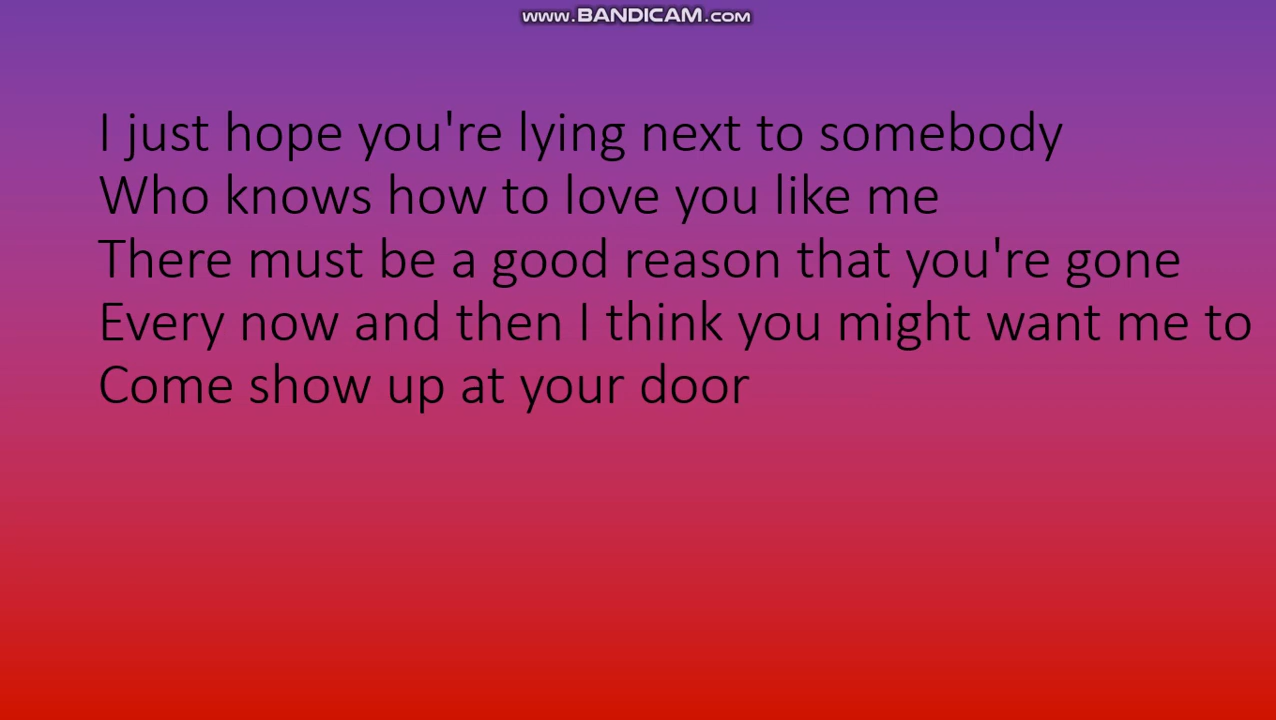 www.BANDICAM.com
I just hope you're lying next to somebody
Who knows how to love you like me
There must be a good reason that you're gone
Every now and then I think you might want me to
Come show up at your door